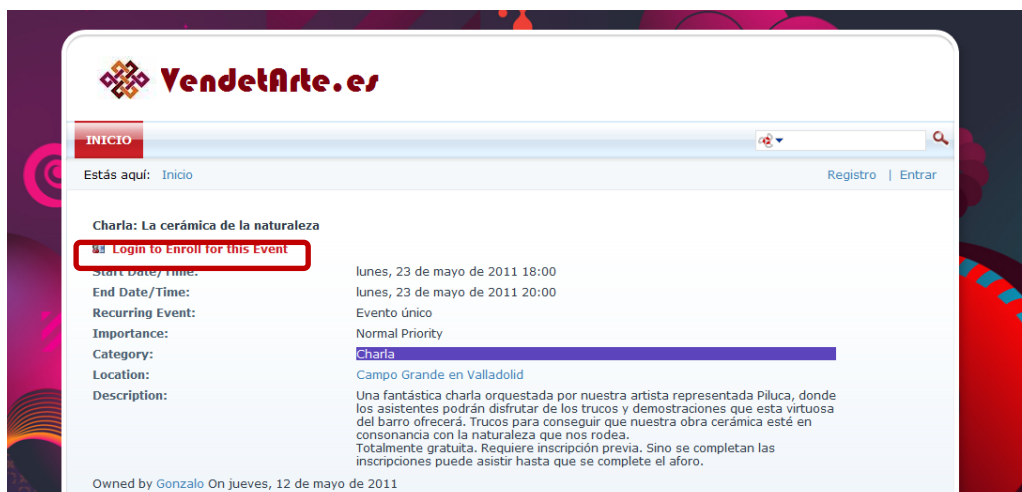 VendetArte.es
INICIO
Estás aquí: Inicio
Registro | Entrar
Charla: La cerámica de la naturaleza
Login to Enroll for this Event
Start Date/Time: lunes, 23 de mayo de 2011 18:00
End Date/Time: lunes, 23 de mayo de 2011 20:00
Recurring Event: Evento único
Importance: Normal Priority
Category: Charla
Location: Campo Grande en Valladolid
Description: Una fantástica charla orquestada por nuestra artista representada Piluca, donde
los asistentes podrán disfrutar de los trucos y demostraciones que esta virtuosa
del barro ofrecerá. Trucos para conseguir que nuestra obra cerámica esté en
consonancia con la naturaleza que nos rodea.
Totalmente gratuita. Requiere inscripción previa. Sino se completan las
inscripciones puede asistir hasta que se complete el aforo.
Owned by Gonzalo On jueves, 12 de mayo de 2011